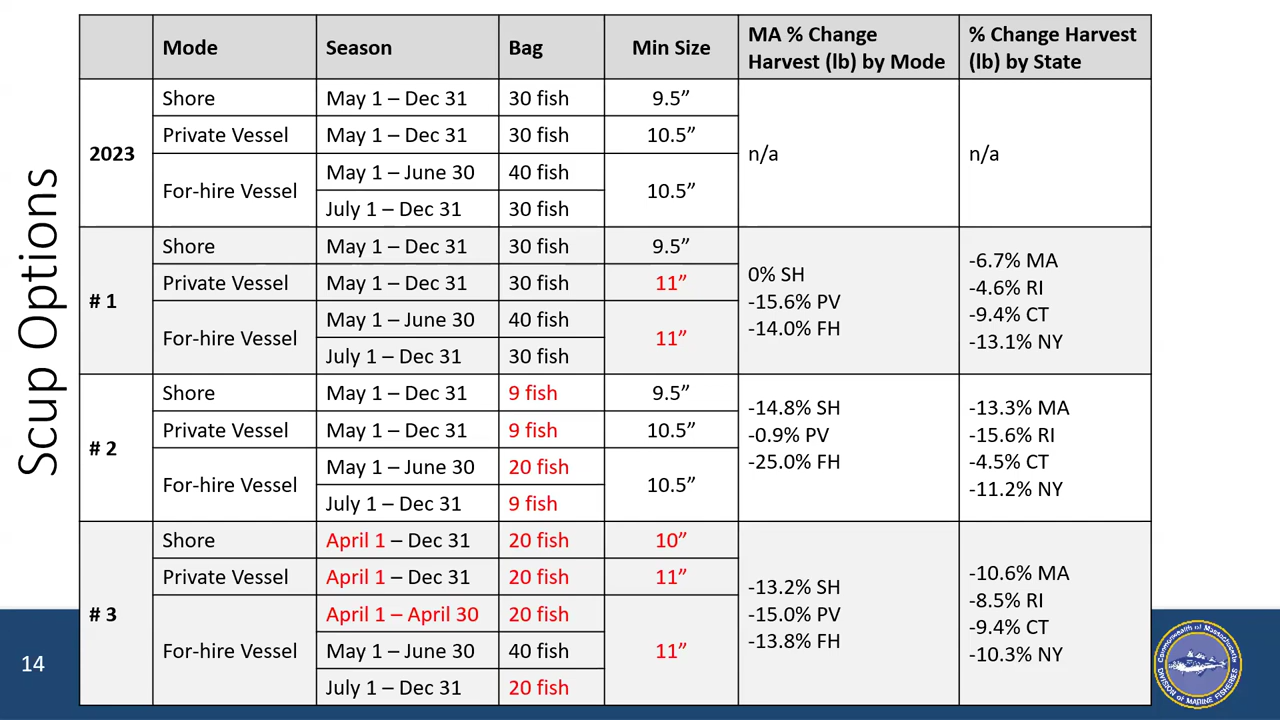 Scup Options
Mode Season Bag Min Size MA % Change Harvest (lb) by Mode % Change Harvest (lb) by State
2023
Shore May 1 – Dec 31 30 fish 9.5”
Private Vessel May 1 – Dec 31 30 fish 10.5”
For-hire Vessel May 1 – June 30 40 fish 10.5”
July 1 – Dec 31 30 fish
n/a
n/a
# 1
Shore May 1 – Dec 31 30 fish 9.5”
Private Vessel May 1 – Dec 31 30 fish 11”
For-hire Vessel May 1 – June 30 40 fish 11”
July 1 – Dec 31 30 fish
0% SH
-15.6% PV
-14.0% FH
-6.7% MA
-4.6% RI
-9.4% CT
-13.1% NY
# 2
Shore May 1 – Dec 31 9 fish 9.5”
Private Vessel May 1 – Dec 31 9 fish 10.5”
For-hire Vessel May 1 – June 30 20 fish 10.5”
July 1 – Dec 31 9 fish
-14.8% SH
-0.9% PV
-25.0% FH
-13.3% MA
-15.6% RI
-4.5% CT
-11.2% NY
# 3
Shore April 1 – Dec 31 20 fish 10”
Private Vessel April 1 – Dec 31 20 fish 11”
For-hire Vessel April 1 – April 30 20 fish 11”
May 1 – June 30 40 fish
July 1 – Dec 31 20 fish
-13.2% SH
-15.0% PV
-13.8% FH
-10.6% MA
-8.5% RI
-9.4% CT
-10.3% NY
14
Commonwealth of Massachusetts
DIVISION of MARINE FISHERIES